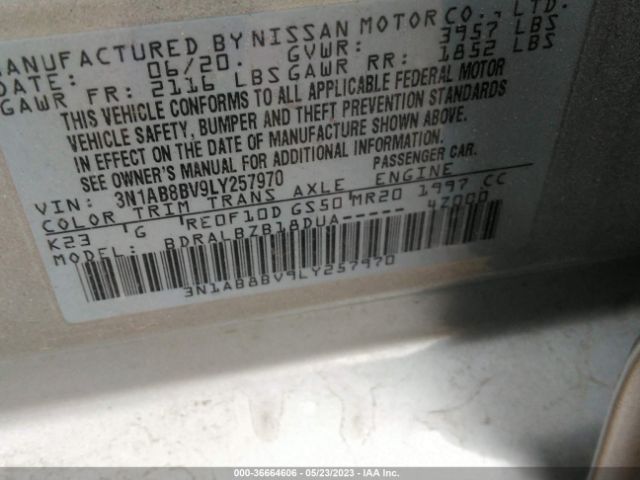 MANUFACTURED BY NISSAN MOTOR CO., LTD.
DATE: 06/20. GVWR: 3957 LBS
GAWR FR: 2116 LBS GAWR RR: 1852 LBS
THIS VEHICLE CONFORMS TO ALL APPLICABLE FEDERAL MOTOR
VEHICLE SAFETY, BUMPER AND THEFT PREVENTION STANDARDS
IN EFFECT ON THE DATE OF MANUFACTURE SHOWN ABOVE.
SEE OWNER'S MANUAL FOR ADDITIONAL INFORMATION.
VIN: 3N1AB8BV9LY257970 PASSENGER CAR.
COLOR TRIM TRANS AXLE ENGINE
K23 G RE0F10D GS50 MR20 1997 CC
MODEL: BDRALBZB18DUA----- 4Z000
3N1AB8BV9LY257970
000-36664606 - 05/23/2023 - IAA Inc.